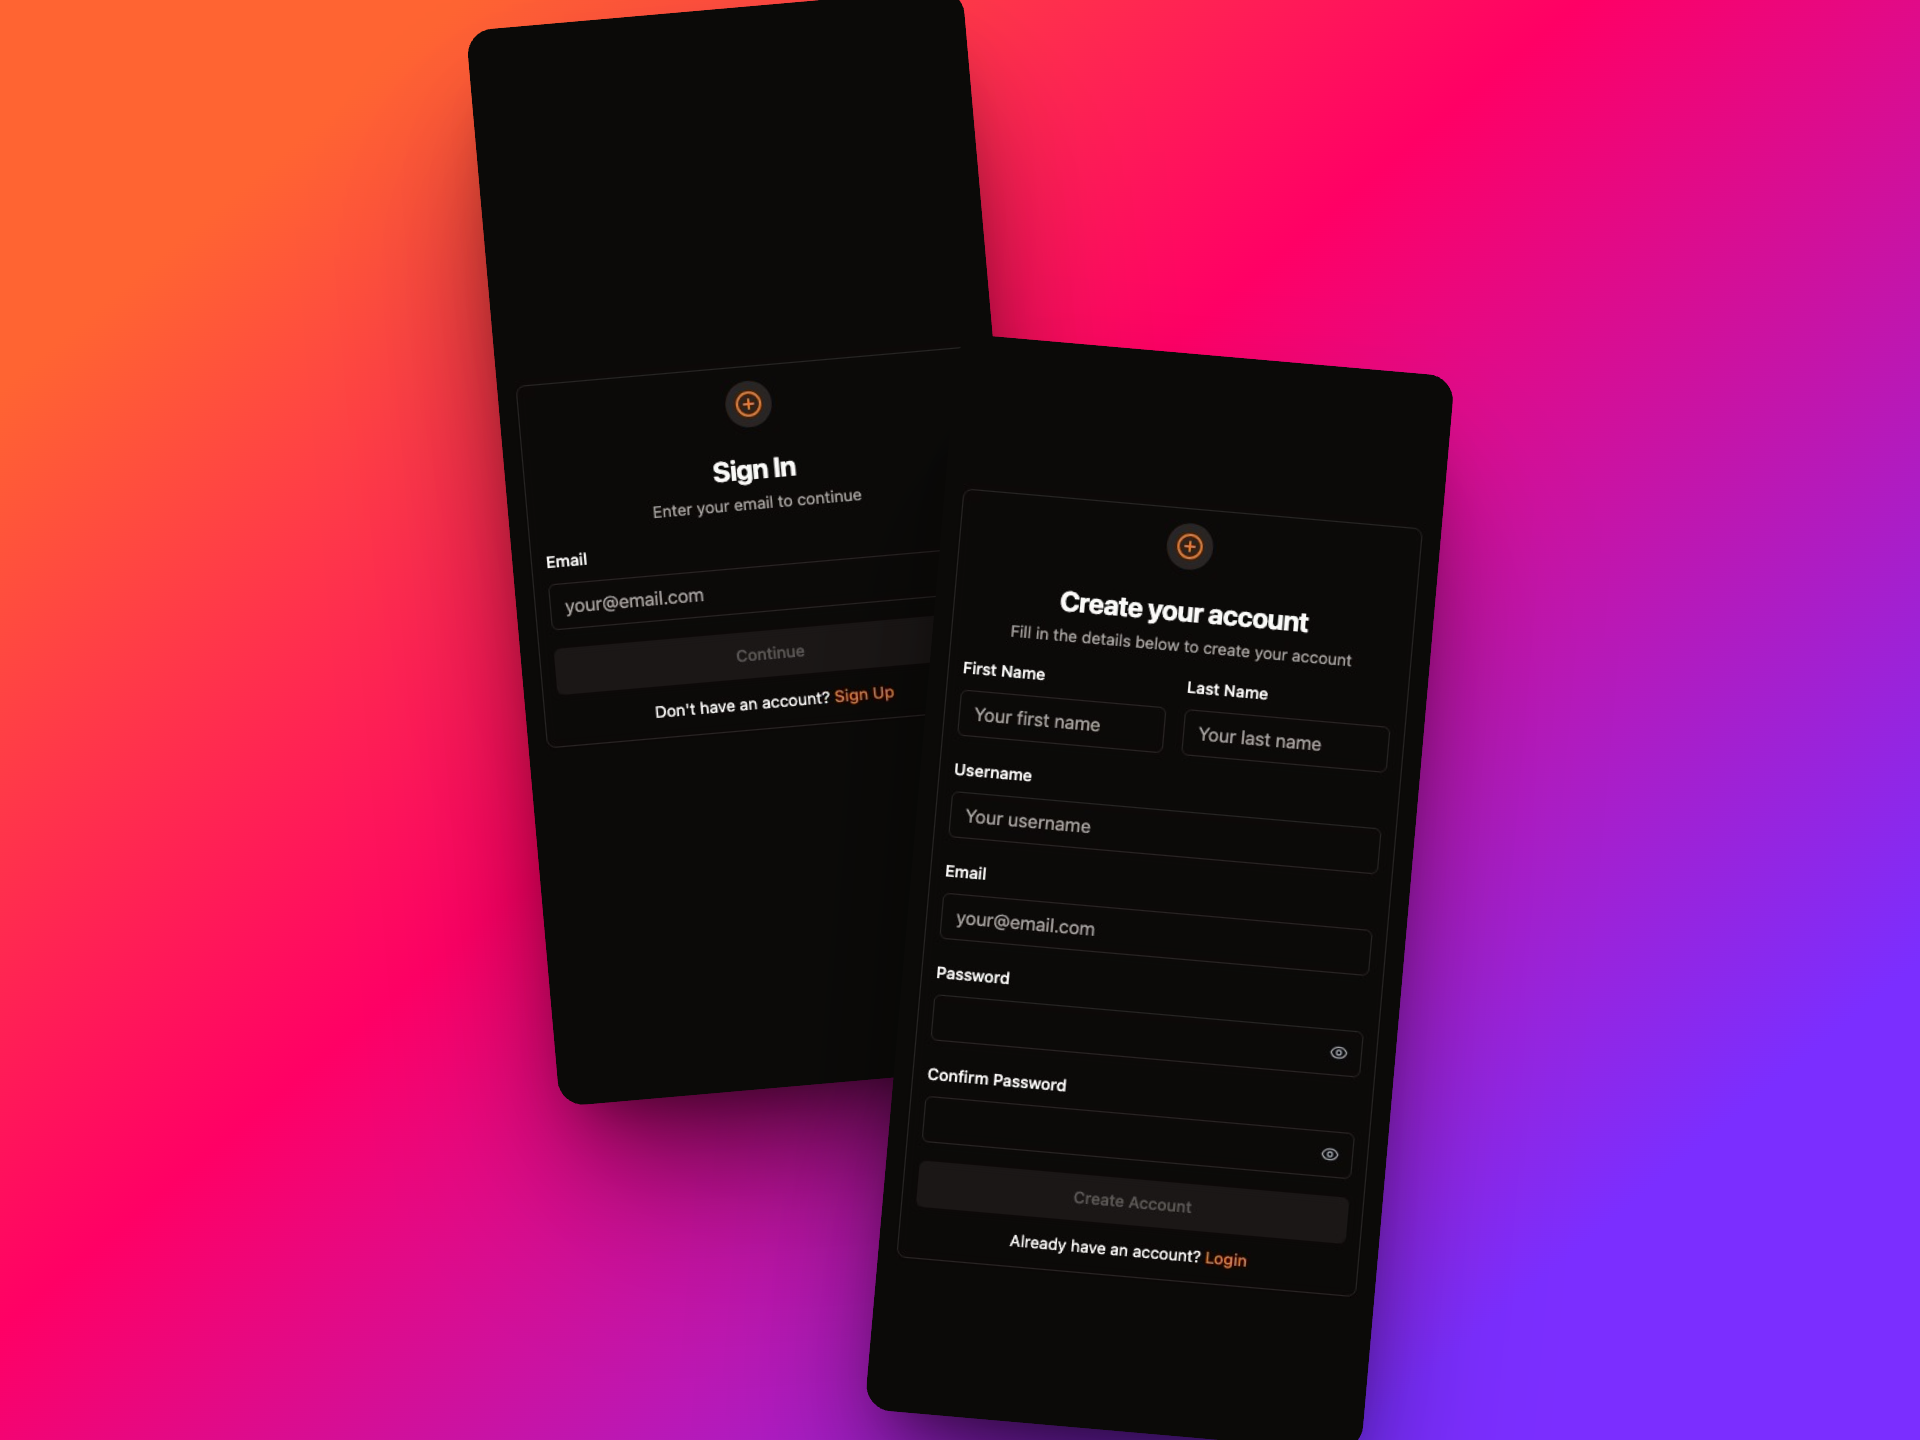 Sign In
Enter your email to continue
Email
your@email.com
Continue
Don't have an account? Sign Up
Create your account
Fill in the details below to create your account
First Name
Last Name
Your first name
Your last name
Username
Your username
Email
your@email.com
Password
Confirm Password
Create Account
Already have an account? Login